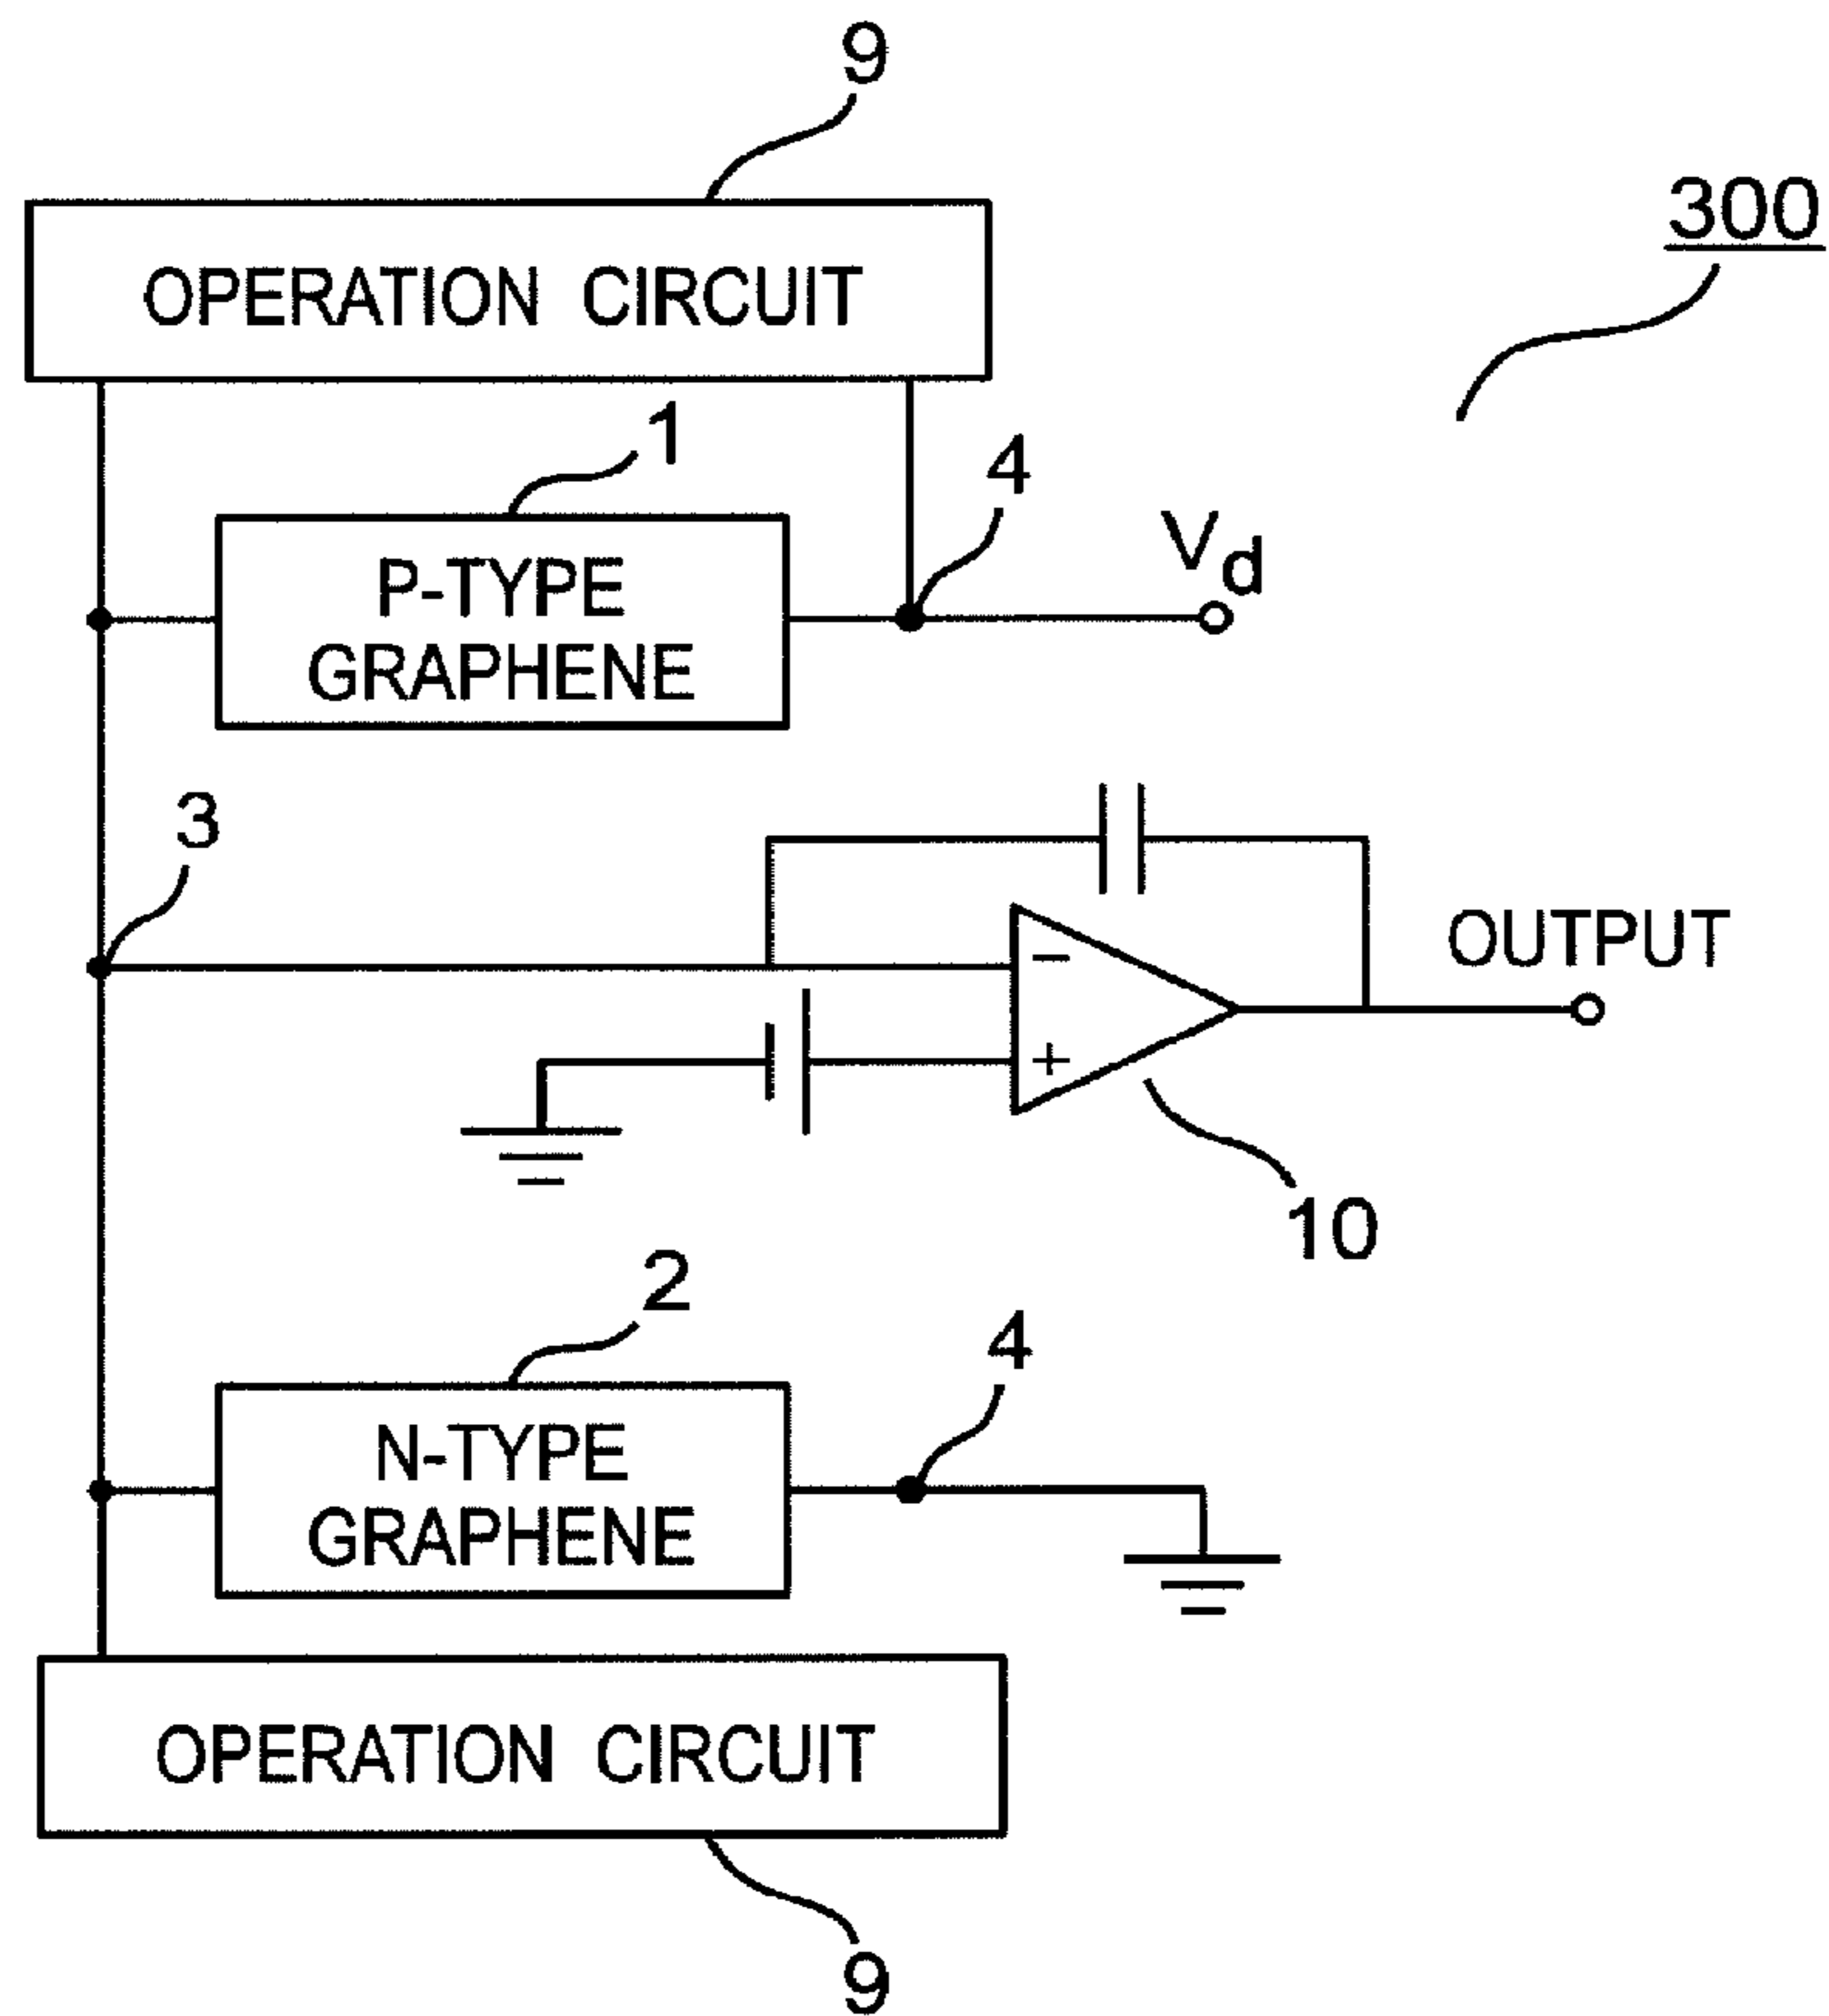 9
300
OPERATION CIRCUIT
1
4
P-TYPE
GRAPHENE
Vd
3
OUTPUT
−
+
10
2
4
N-TYPE
GRAPHENE
OPERATION CIRCUIT
9